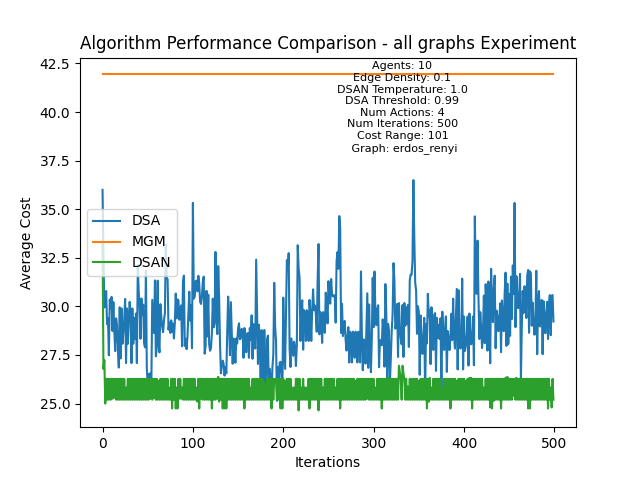 Algorithm Performance Comparison - all graphs Experiment
Agents: 10
Edge Density: 0.1
DSAN Temperature: 1.0
DSA Threshold: 0.99
Num Actions: 4
Num Iterations: 500
Cost Range: 101
Graph: erdos_renyi
42.5
40.0
37.5
35.0
32.5
30.0
27.5
25.0
Average Cost
DSA
MGM
DSAN
0 100 200 300 400 500
Iterations